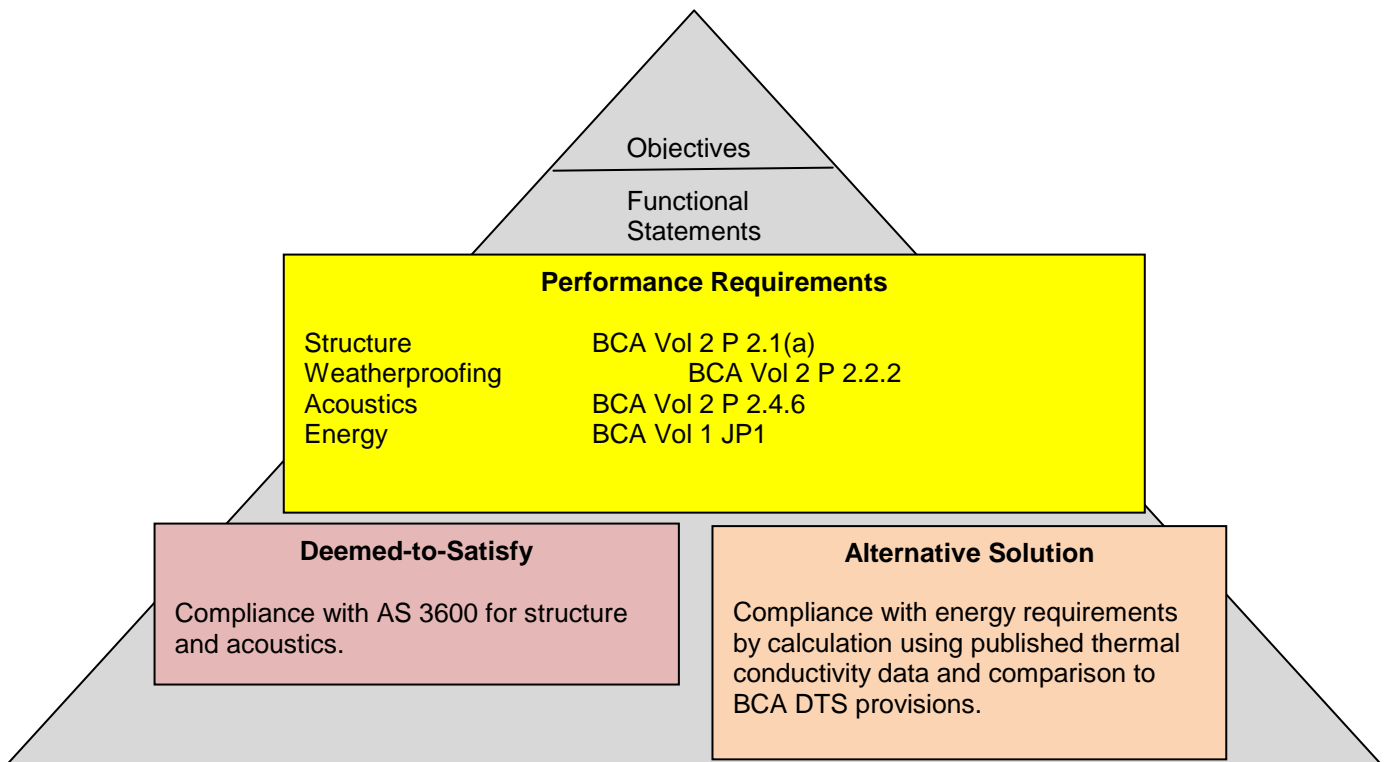 Objectives
Functional
Statements
Performance Requirements
Structure BCA Vol 2 P 2.1(a)
Weatherproofing BCA Vol 2 P 2.2.2
Acoustics BCA Vol 2 P 2.4.6
Energy BCA Vol 1 JP1
Deemed-to-Satisfy
Compliance with AS 3600 for structure
and acoustics.
Alternative Solution
Compliance with energy requirements
by calculation using published thermal
conductivity data and comparison to
BCA DTS provisions.